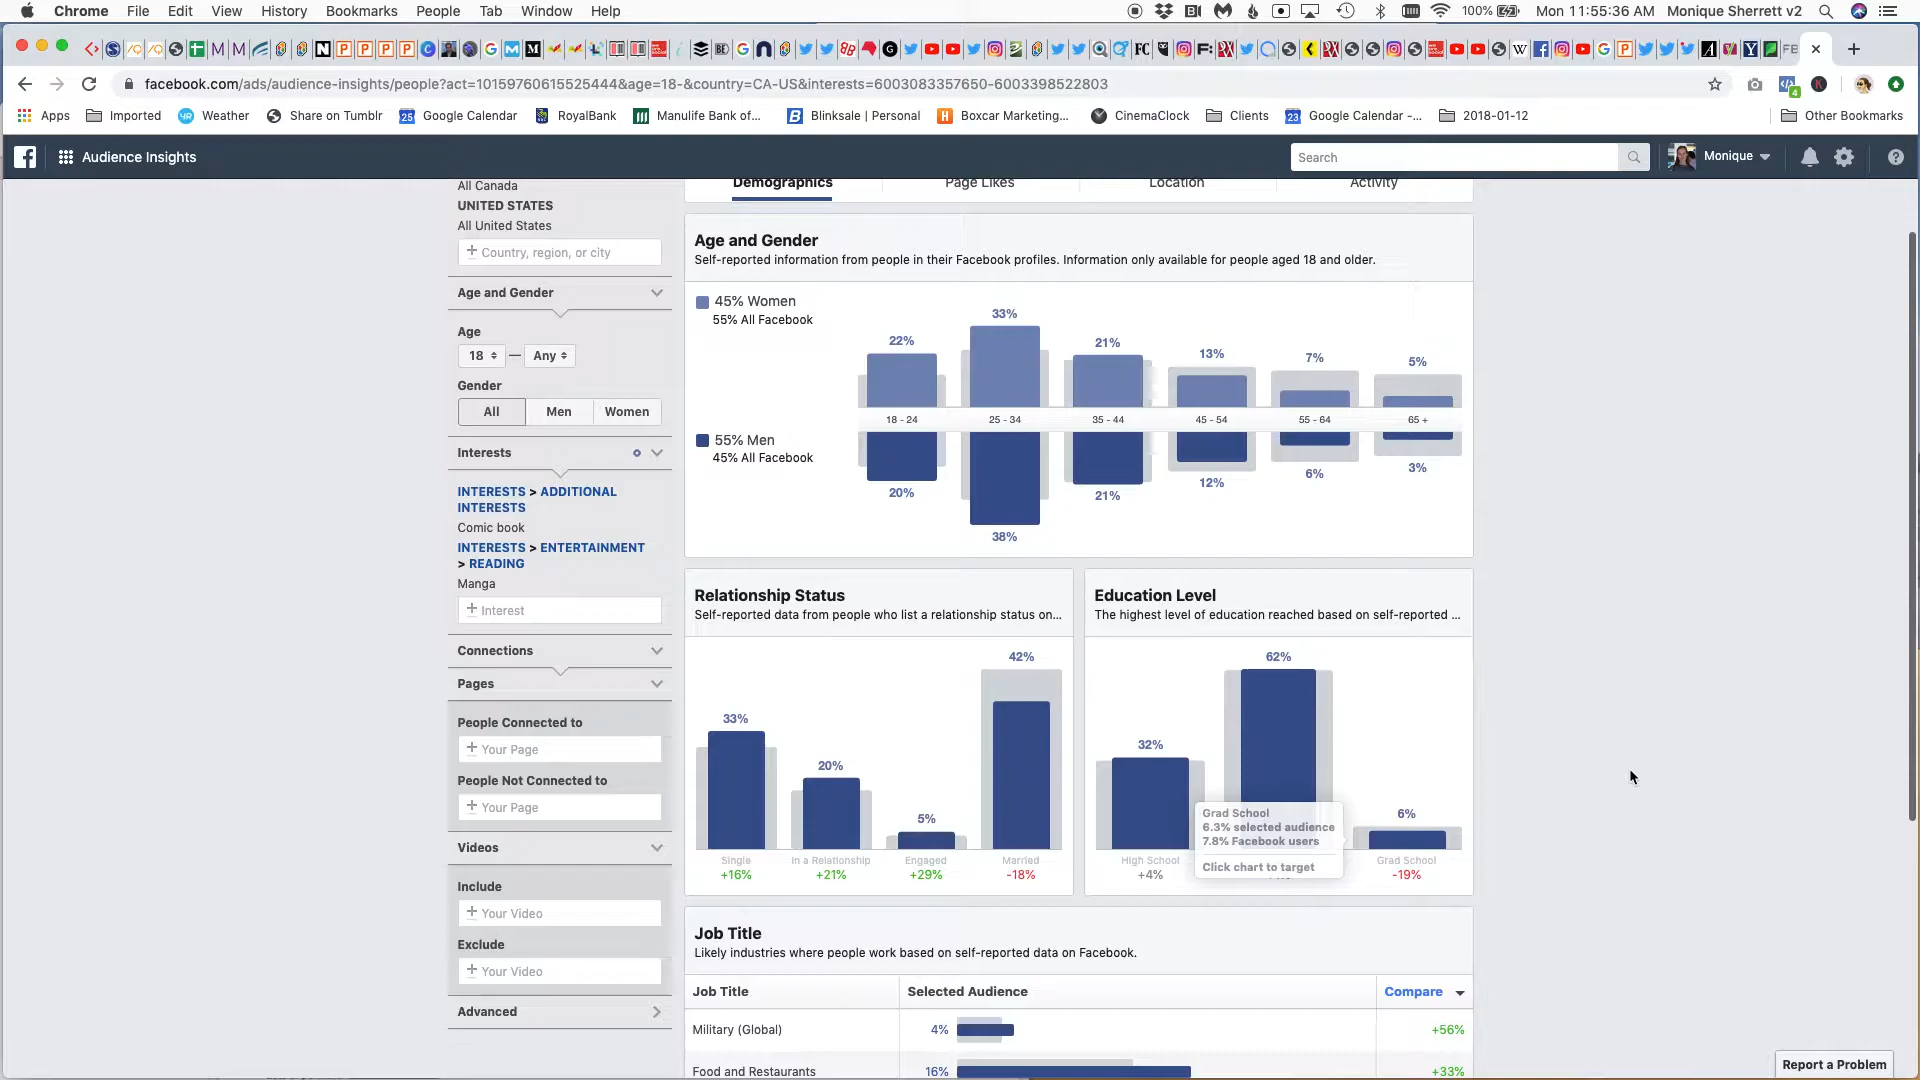 Chrome File Edit View History Bookmarks People Tab Window Help
100% Mon 11:55:36 AM Monique Sherrett v2
facebook.com/ads/audience-insights/people?act=10159760615525444&age=18-&country=CA-US&interests=6003083357650-6003398522803
Apps Imported Weather Share on Tumblr Google Calendar RoyalBank Manulife Bank of... Blinksale | Personal Boxcar Marketing... CinemaClock Clients Google Calendar -... 2018-01-12 Other Bookmarks
Audience Insights
Search
Monique
All Canada
UNITED STATES
All United States
+ Country, region, or city
Age and Gender
Age
18 — Any
Gender
All Men Women
Interests
INTERESTS > ADDITIONAL
INTERESTS
Comic book
INTERESTS > ENTERTAINMENT
> READING
Manga
+ Interest
Connections
Pages
People Connected to
+ Your Page
People Not Connected to
+ Your Page
Videos
Include
+ Your Video
Exclude
+ Your Video
Advanced
Demographics Page Likes Location Activity
Age and Gender
Self-reported information from people in their Facebook profiles. Information only available for people aged 18 and older.
45% Women
55% All Facebook
22% 33% 21% 13% 7% 5%
18 - 24 25 - 34 35 - 44 45 - 54 55 - 64 65 +
55% Men
45% All Facebook
20% 38% 21% 12% 6% 3%
Relationship Status
Self-reported data from people who list a relationship status on...
33% 20% 5% 42%
Single In a Relationship Engaged Married
+16% +21% +29% -18%
Education Level
The highest level of education reached based on self-reported ...
32% 62% 6%
Grad School
6.3% selected audience
7.8% Facebook users
Click chart to target
High School Grad School
+4% -19%
Job Title
Likely industries where people work based on self-reported data on Facebook.
Job Title Selected Audience Compare
Military (Global) 4% +56%
Food and Restaurants 16% +33%
Report a Problem